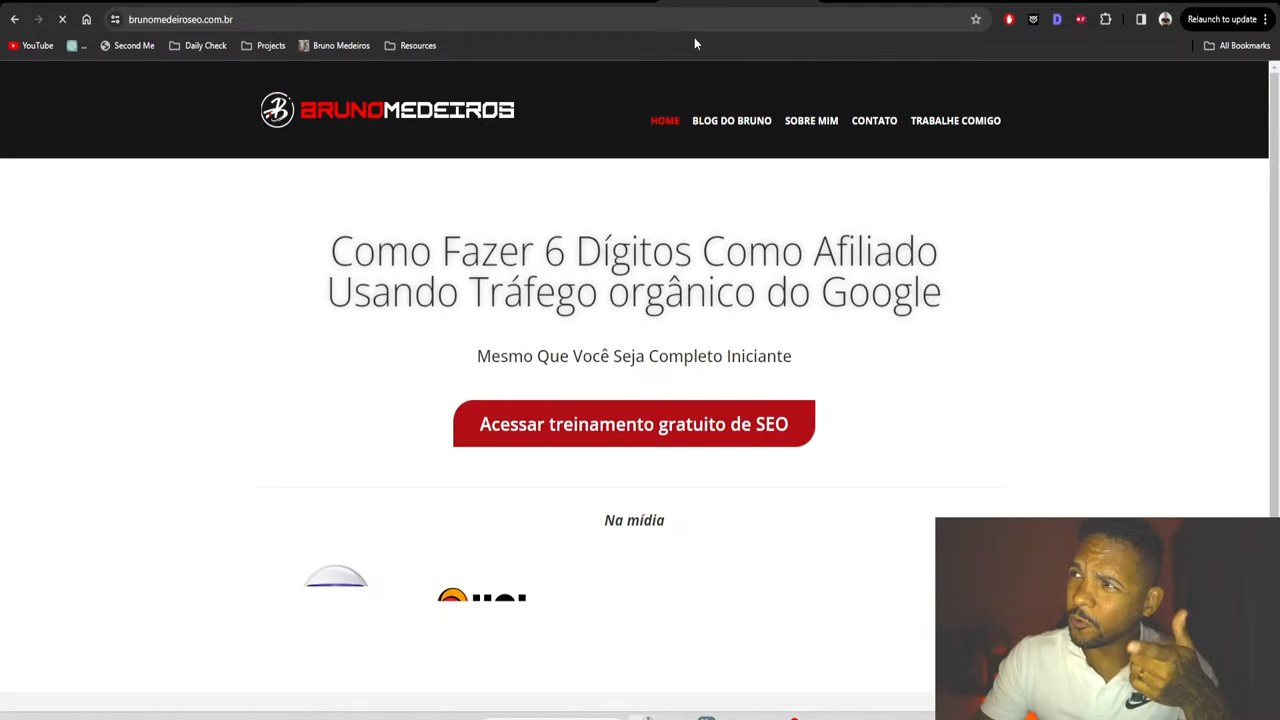 brunomedeiroseo.com.br
Relaunch to update
YouTube
...
Second Me
Daily Check
Projects
Bruno Medeiros
Resources
All Bookmarks
BRUNOMEDEIROS
HOME
BLOG DO BRUNO
SOBRE MIM
CONTATO
TRABALHE COMIGO
Como Fazer 6 Dígitos Como Afiliado
Usando Tráfego orgânico do Google
Mesmo Que Você Seja Completo Iniciante
Acessar treinamento gratuito de SEO
Na mídia